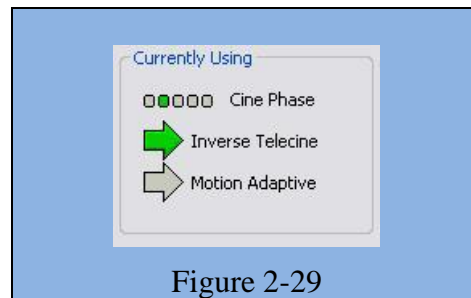 Currently Using
Cine Phase
Inverse Telecine
Motion Adaptive
Figure 2-29